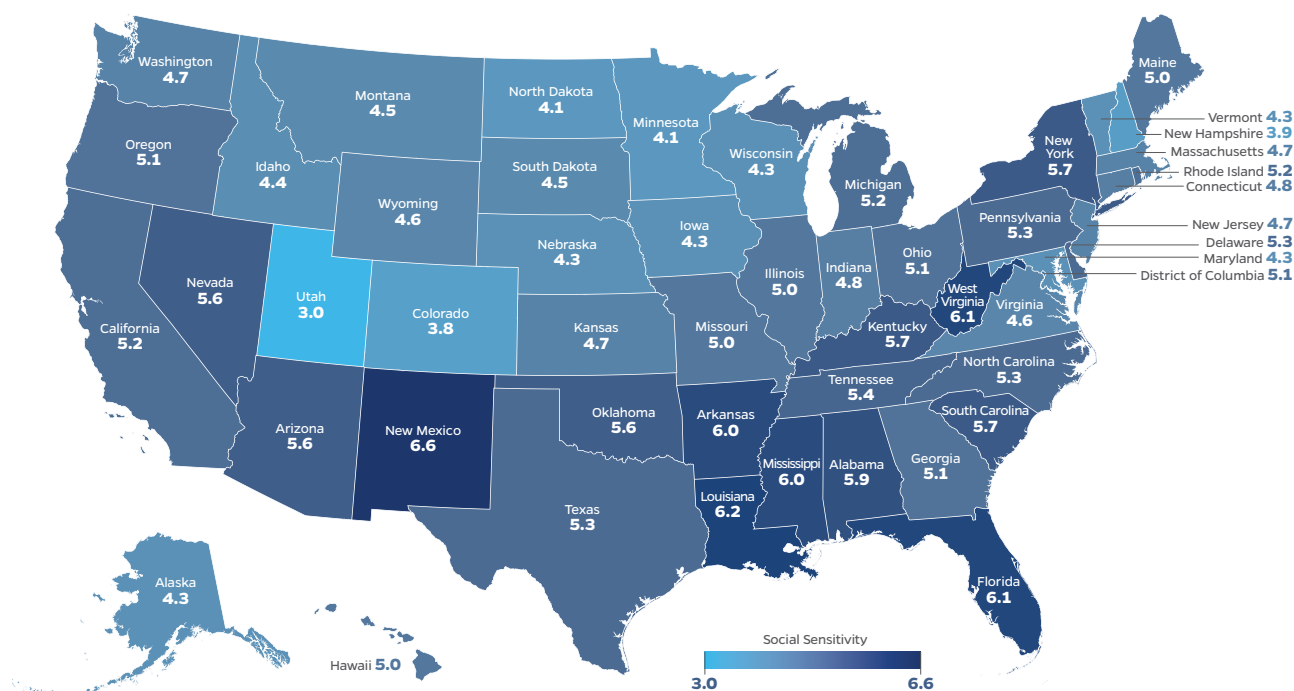 Washington
4.7
Oregon
5.1
California
5.2
Nevada
5.6
Idaho
4.4
Montana
4.5
Wyoming
4.6
Utah
3.0
Colorado
3.8
Arizona
5.6
New Mexico
6.6
North Dakota
4.1
South Dakota
4.5
Nebraska
4.3
Kansas
4.7
Oklahoma
5.6
Texas
5.3
Minnesota
4.1
Iowa
4.3
Missouri
5.0
Arkansas
6.0
Louisiana
6.2
Wisconsin
4.3
Illinois
5.0
Michigan
5.2
Indiana
4.8
Ohio
5.1
Kentucky
5.7
Tennessee
5.4
Mississippi
6.0
Alabama
5.9
Georgia
5.1
Florida
6.1
South Carolina
5.7
North Carolina
5.3
Virginia
4.6
West
Virginia
6.1
Pennsylvania
5.3
New
York
5.7
Maine
5.0
Vermont 4.3
New Hampshire 3.9
Massachusetts 4.7
Rhode Island 5.2
Connecticut 4.8
New Jersey 4.7
Delaware 5.3
Maryland 4.3
District of Columbia 5.1
Alaska
4.3
Hawaii 5.0
Social Sensitivity
3.0 6.6